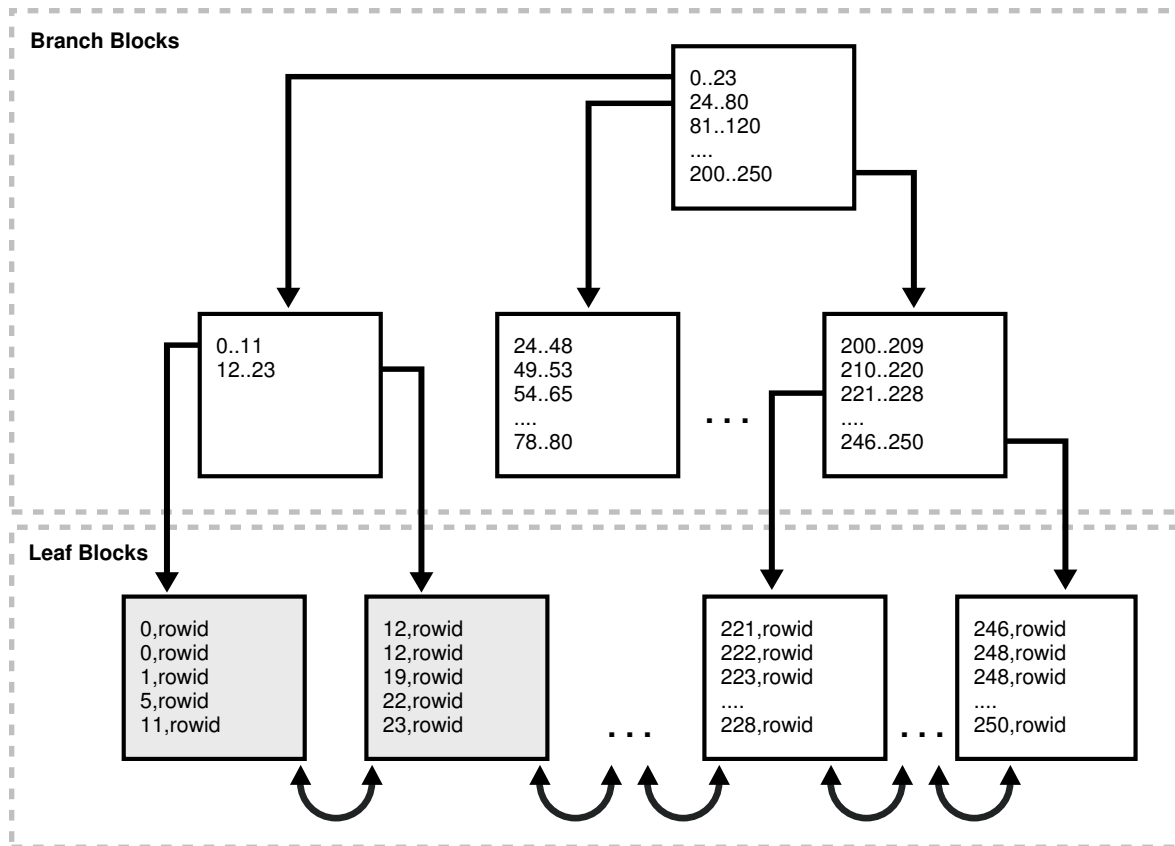 Branch Blocks
0..23
24..80
81..120
....
200..250
0..11
12..23
24..48
49..53
54..65
....
78..80
...
200..209
210..220
221..228
....
246..250
Leaf Blocks
0,rowid
0,rowid
1,rowid
5,rowid
11,rowid
12,rowid
12,rowid
19,rowid
22,rowid
23,rowid
...
221,rowid
222,rowid
223,rowid
....
228,rowid
...
246,rowid
248,rowid
248,rowid
....
250,rowid